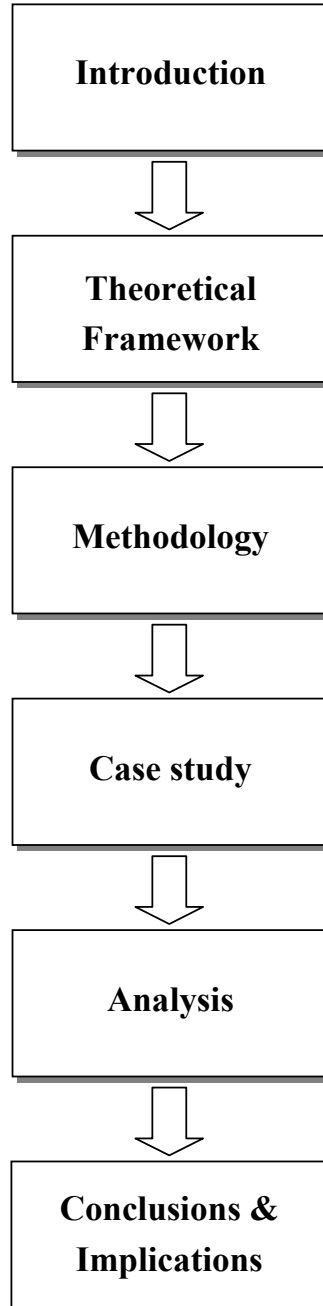 Introduction
Theoretical
Framework
Methodology
Case study
Analysis
Conclusions &
Implications